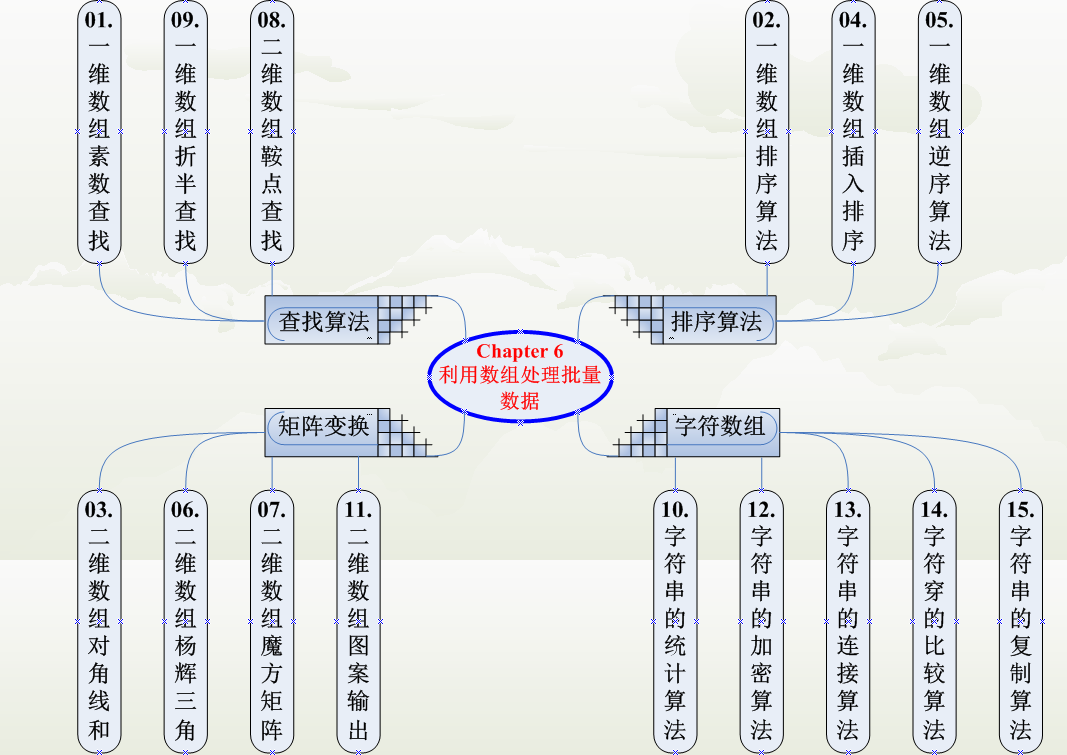 01.一维数组素数查找
09.一维数组折半查找
08.二维数组鞍点查找
02.一维数组排序算法
04.一维数组插入排序
05.一维数组逆序算法
查找算法
排序算法
Chapter 6
利用数组处理批量
数据
矩阵变换
字符数组
03.二维数组对角线和
06.二维数组杨辉三角
07.二维数组魔方矩阵
11.二维数组图案输出
10.字符串的统计算法
12.字符串的加密算法
13.字符串的连接算法
14.字符穿的比较算法
15.字符串的复制算法